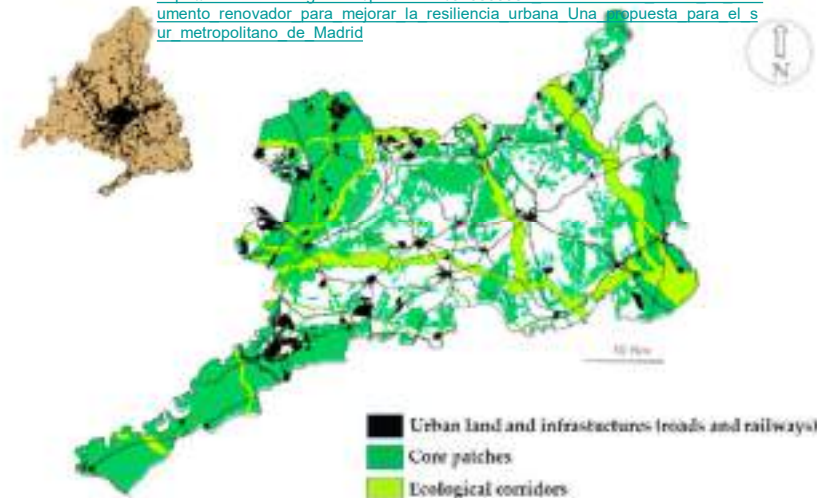 umento_renovador_para_mejorar_la_resiliencia_urbana_Una_propuesta_para_el_s
ur_metropolitano_de_Madrid
N
Urban land and infrastuctures (roads and railways)
Core patches
Ecological corridors